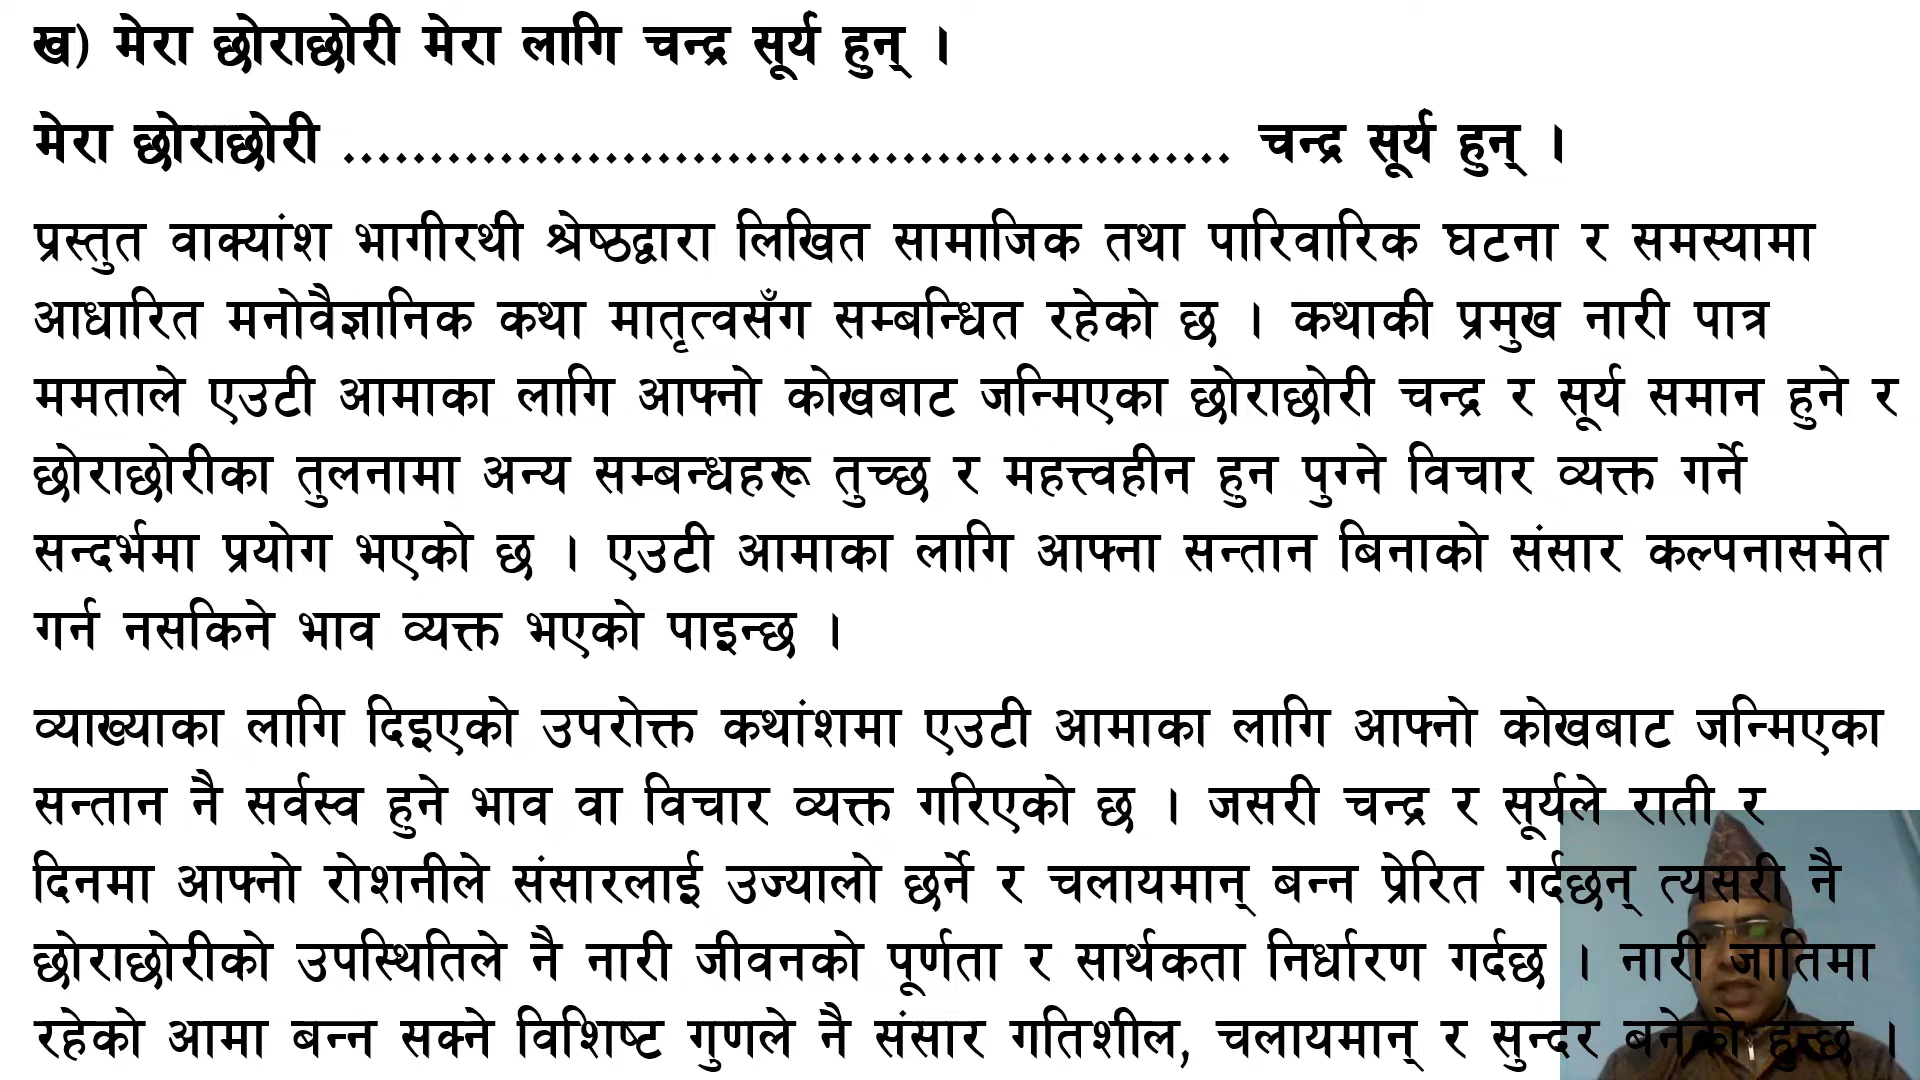 ख) मेरा छोराछोरी मेरा लागि चन्द्र सूर्य हुन् ।
मेरा छोराछोरी ................................................... चन्द्र सूर्य हुन् ।
प्रस्तुत वाक्यांश भागीरथी श्रेष्ठद्वारा लिखित सामाजिक तथा पारिवारिक घटना र समस्यामा
आधारित मनोवैज्ञानिक कथा मातृत्वसँग सम्बन्धित रहेको छ । कथाकी प्रमुख नारी पात्र
ममताले एउटी आमाका लागि आफ्नो कोखबाट जन्मिएका छोराछोरी चन्द्र र सूर्य समान हुने र
छोराछोरीका तुलनामा अन्य सम्बन्धहरू तुच्छ र महत्त्वहीन हुन पुग्ने विचार व्यक्त गर्ने
सन्दर्भमा प्रयोग भएको छ । एउटी आमाका लागि आफ्ना सन्तान बिनाको संसार कल्पनासमेत
गर्न नसकिने भाव व्यक्त भएको पाइन्छ ।
व्याख्याका लागि दिइएको उपरोक्त कथांशमा एउटी आमाका लागि आफ्नो कोखबाट जन्मिएका
सन्तान नै सर्वस्व हुने भाव वा विचार व्यक्त गरिएको छ । जसरी चन्द्र र सूर्यले राती र
दिनमा आफ्नो रोशनीले संसारलाई उज्यालो छर्ने र चलायमान् बन्न प्रेरित गर्दछन् त्यसरी नै
छोराछोरीको उपस्थितिले नै नारी जीवनको पूर्णता र सार्थकता निर्धारण गर्दछ । नारी जातिमा
रहेको आमा बन्न सक्ने विशिष्ट गुणले नै संसार गतिशील, चलायमान् र सुन्दर बनेको हुन्छ ।